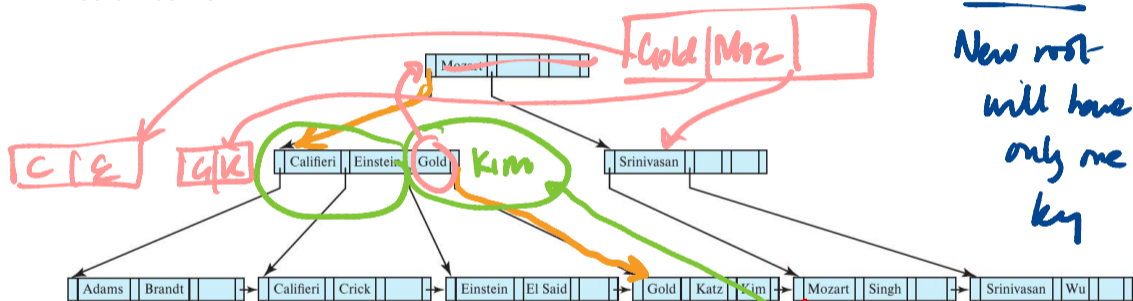 Gold | Moz |
New root
will have
only one
key
Mozart
C | E
G | K
Califieri Einstein Gold Kim
Srinivasan
Adams Brandt
Califieri Crick
Einstein El Said
Gold Katz Kim
Mozart Singh
Srinivasan Wu